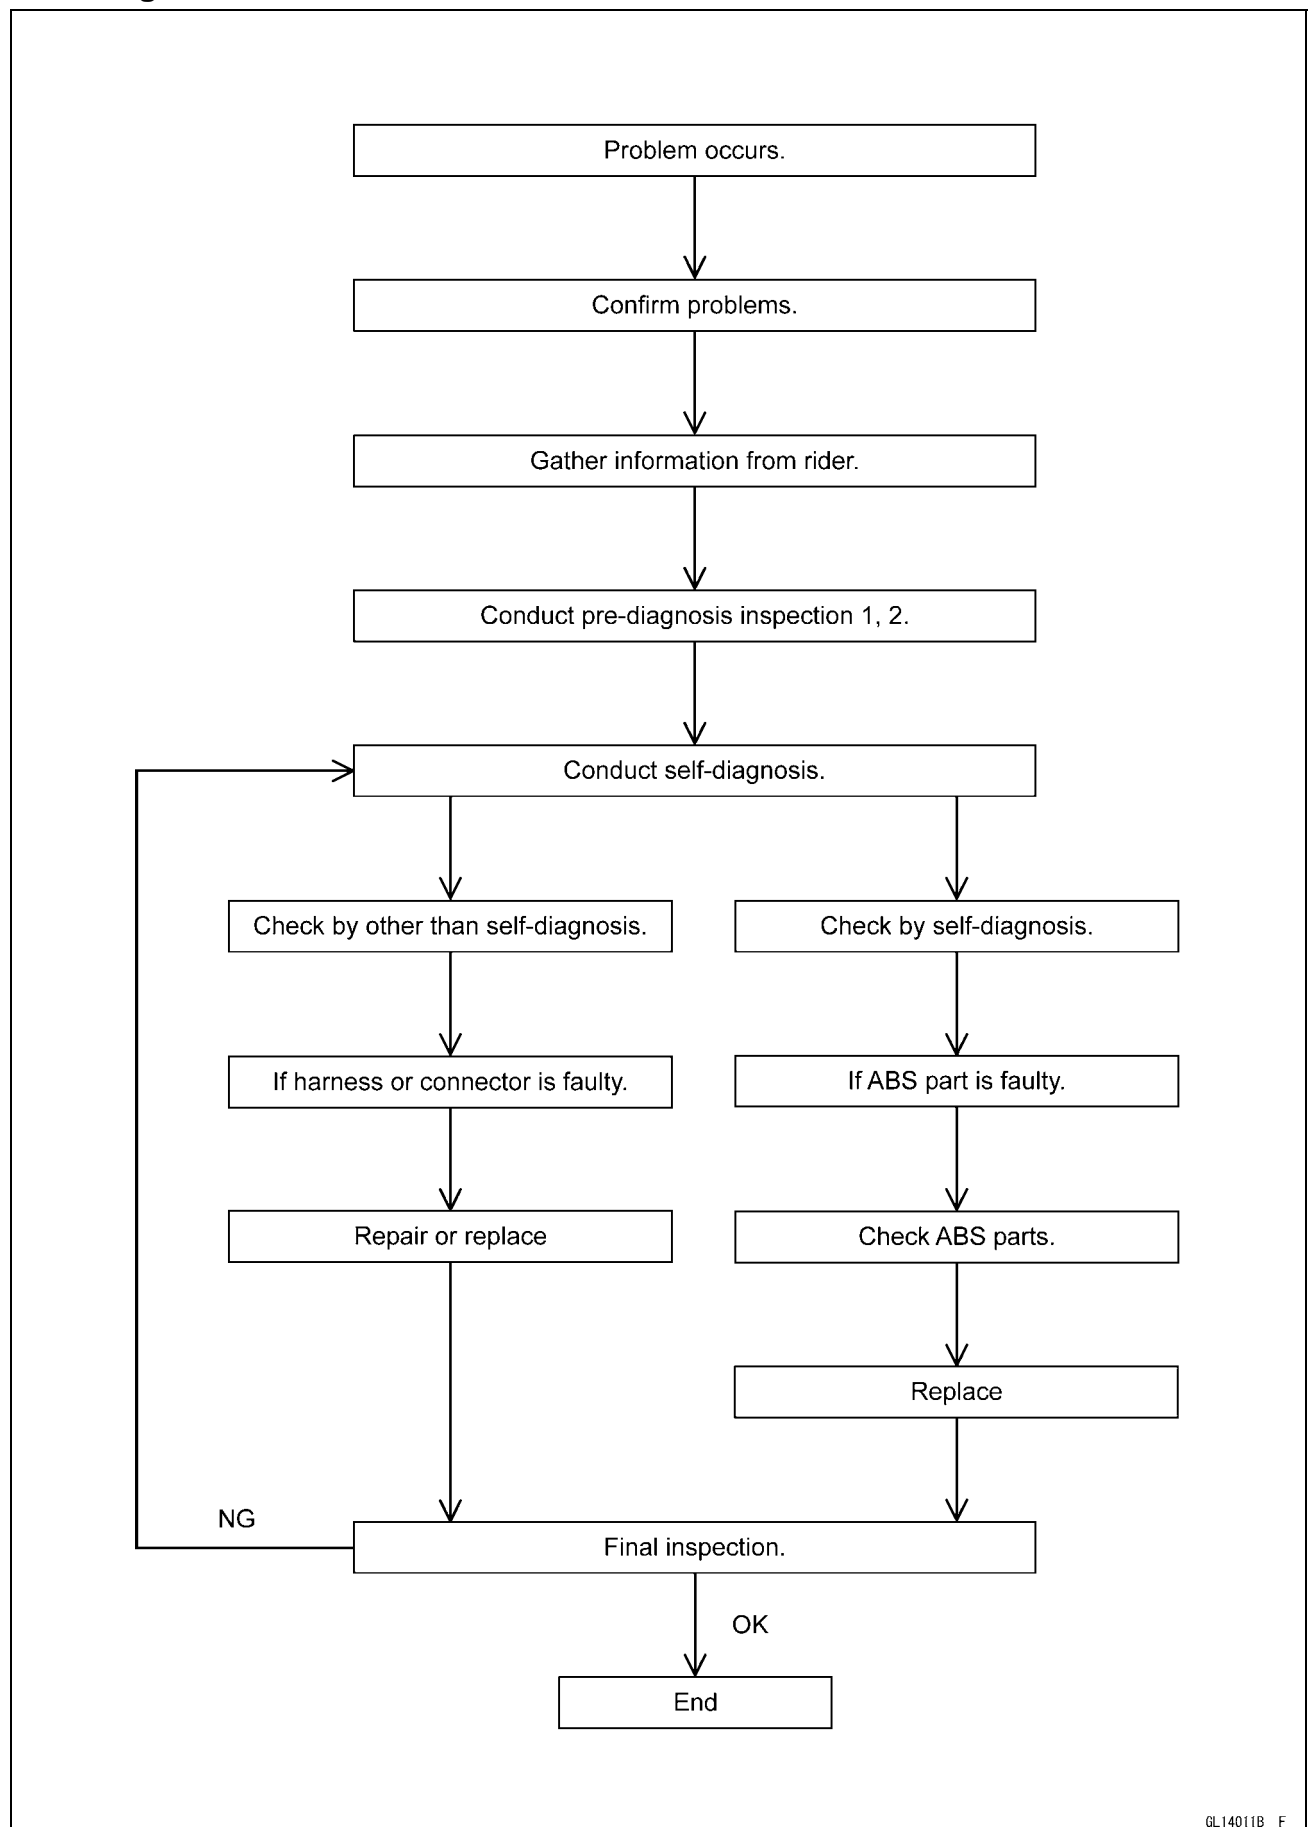 Problem occurs.
Confirm problems.
Gather information from rider.
Conduct pre-diagnosis inspection 1, 2.
Conduct self-diagnosis.
Check by other than self-diagnosis.
Check by self-diagnosis.
If harness or connector is faulty.
If ABS part is faulty.
Repair or replace
Check ABS parts.
Replace
NG
Final inspection.
OK
End
GL14011B F